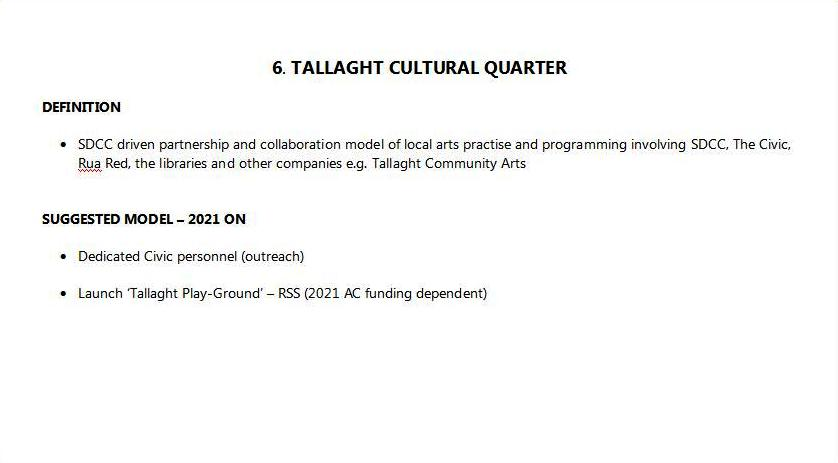 6. TALLAGHT CULTURAL QUARTER
DEFINITION
• SDCC driven partnership and collaboration model of local arts practise and programming involving SDCC, The Civic,
Rua Red, the libraries and other companies e.g. Tallaght Community Arts
SUGGESTED MODEL – 2021 ON
• Dedicated Civic personnel (outreach)
• Launch ‘Tallaght Play-Ground’ – RSS (2021 AC funding dependent)